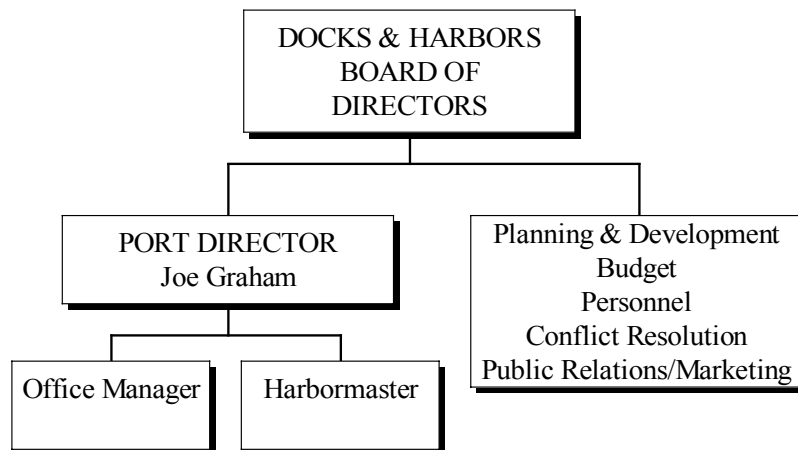 DOCKS & HARBORS
BOARD OF
DIRECTORS
PORT DIRECTOR
Joe Graham
Planning & Development
Budget
Personnel
Conflict Resolution
Public Relations/Marketing
Office Manager
Harbormaster